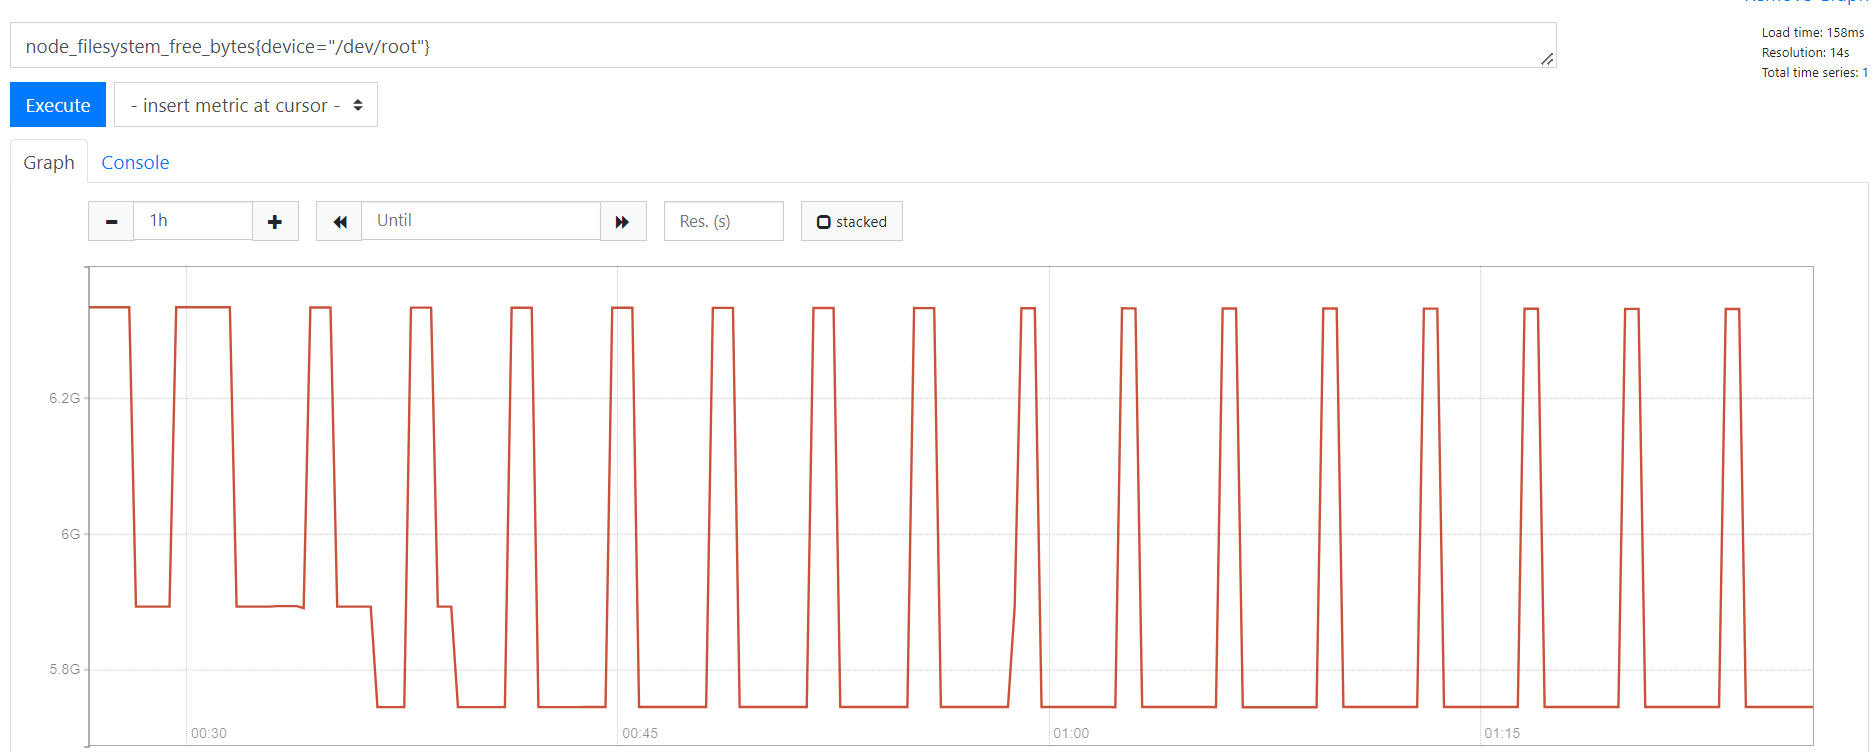 node_filesystem_free_bytes{device="/dev/root"}
Load time: 158ms
Resolution: 14s
Total time series: 1
Execute
- insert metric at cursor -
Graph
Console
1h
Until
Res. (s)
stacked
6.2G
6G
5.8G
00:30
00:45
01:00
01:15